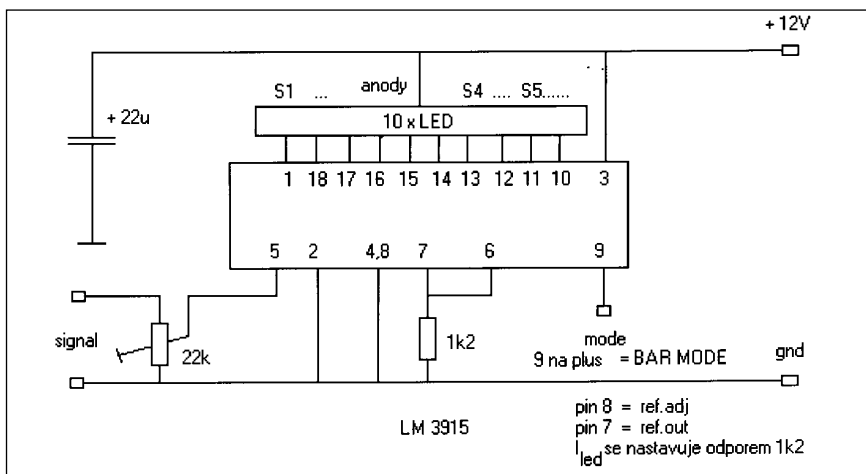 + 12V
S1 ... anody S4 .... S5......
+ 22u
10 x LED
1 18 17 16 15 14 13 12 11 10 3
5 2 4,8 7 6 9
signal
22k
1k2
mode
9 na plus = BAR MODE
gnd
LM 3915
pin 8 = ref.adj
pin 7 = ref.out
I led se nastavuje odporem 1k2